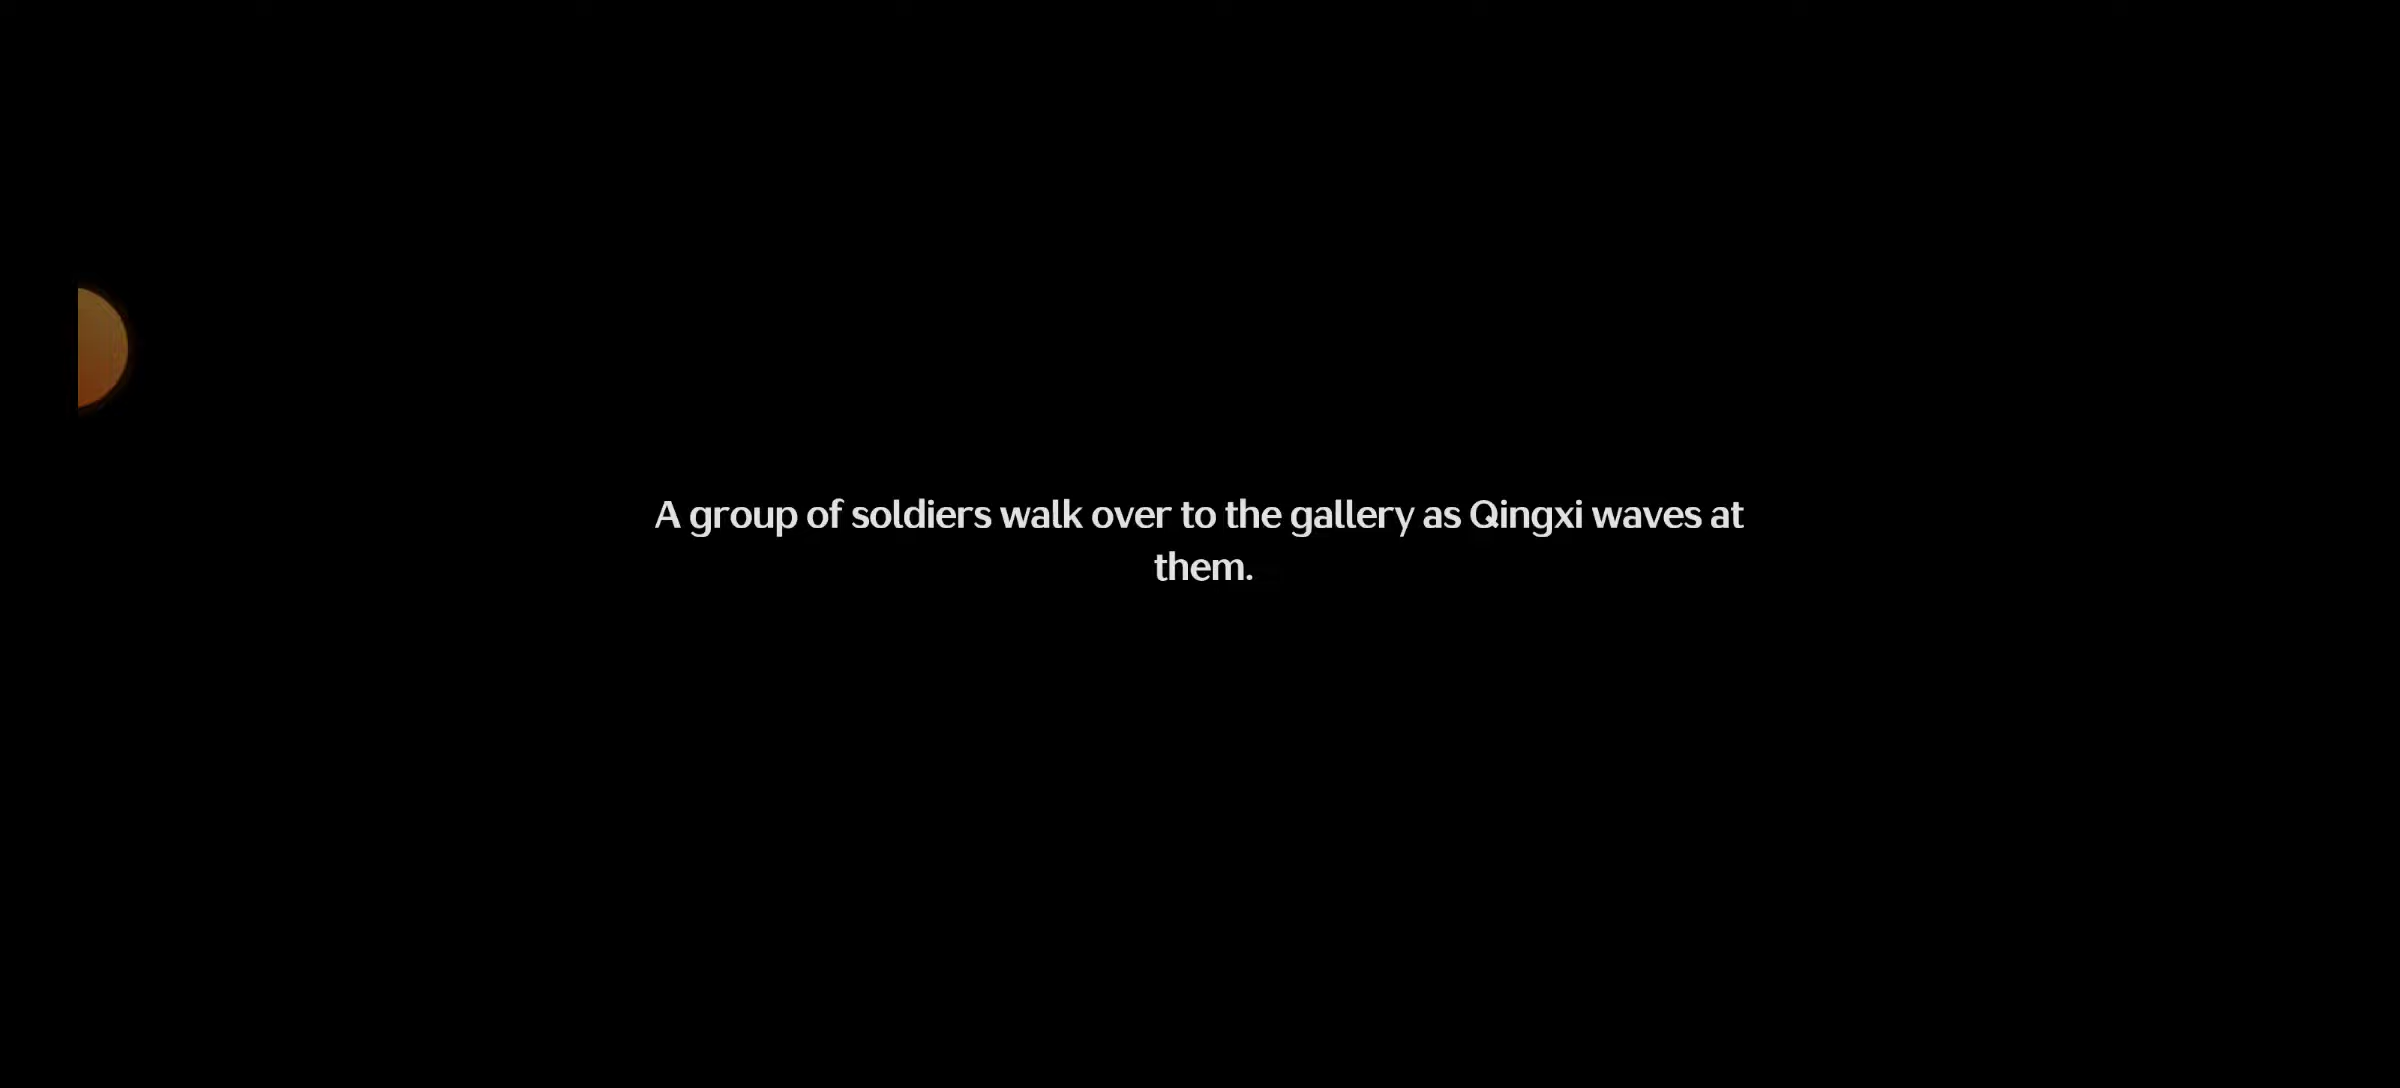 A group of soldiers walk over to the gallery as Qingxi waves at
them.